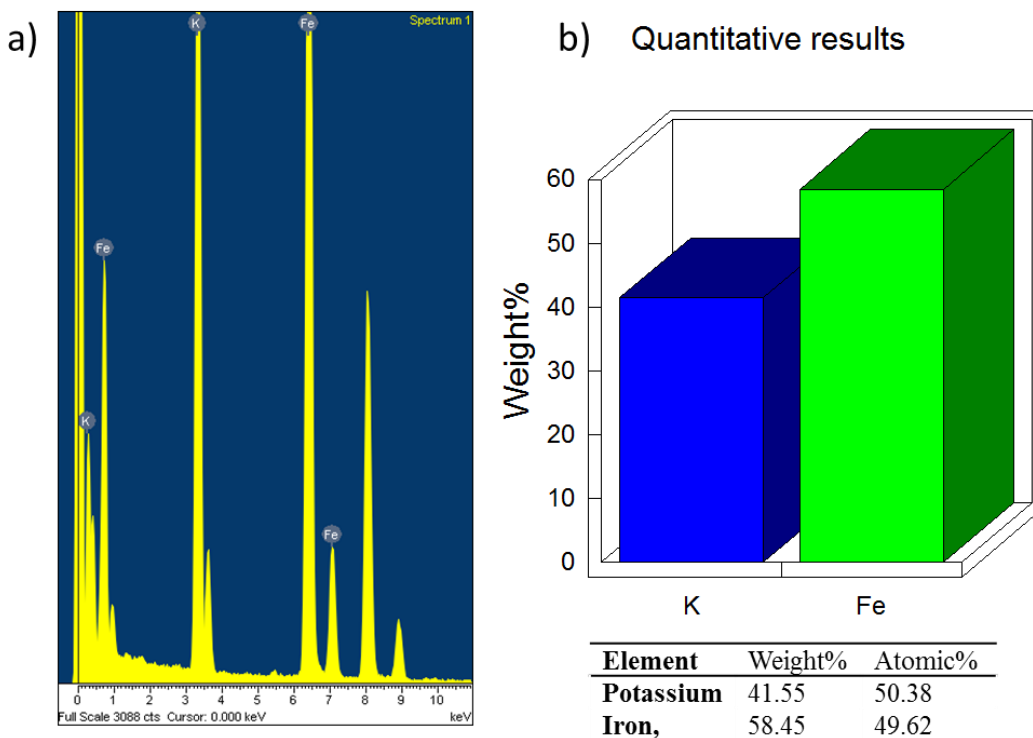 a)
Spectrum 1
K
Fe
Fe
K
Fe
0 1 2 3 4 5 6 7 8 9 10
Full Scale 3088 cts Cursor: 0.000 keV keV
b) Quantitative results
Weight%
60
50
40
30
20
10
0
K Fe
Element Weight% Atomic%
Potassium 41.55 50.38
Iron, 58.45 49.62